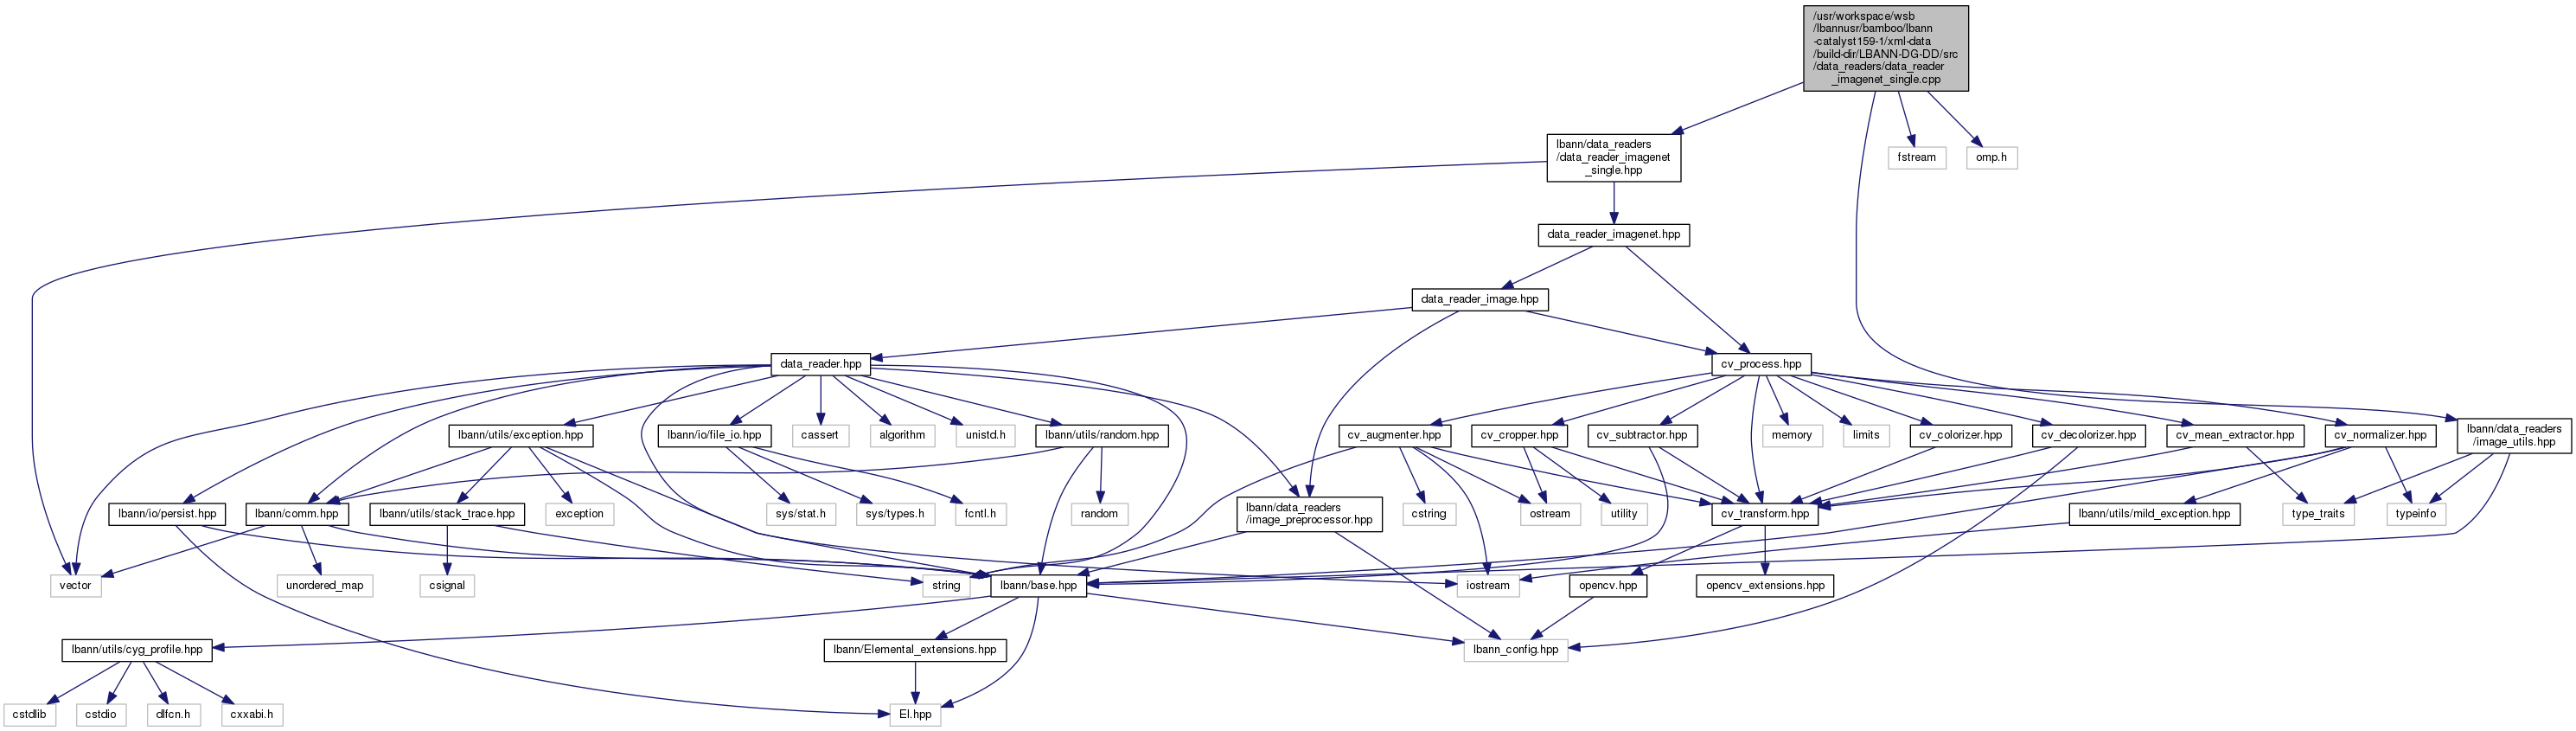 /usr/workspace/wsb
/lbannusr/bamboo/lbann
-catalyst159-1/xml-data
/build-dir/LBANN-DG-DD/src
/data_readers/data_reader
_imagenet_single.cpp
lbann/data_readers
/data_reader_imagenet
_single.hpp
fstream
omp.h
data_reader_imagenet.hpp
data_reader_image.hpp
data_reader.hpp
cv_process.hpp
lbann/utils/exception.hpp
lbann/io/file_io.hpp
cassert
algorithm
unistd.h
lbann/utils/random.hpp
cv_augmenter.hpp
cv_cropper.hpp
cv_subtractor.hpp
memory
limits
cv_colorizer.hpp
cv_decolorizer.hpp
cv_mean_extractor.hpp
cv_normalizer.hpp
lbann/data_readers
/image_utils.hpp
lbann/io/persist.hpp
lbann/comm.hpp
lbann/utils/stack_trace.hpp
exception
sys/stat.h
sys/types.h
fcntl.h
random
lbann/data_readers
/image_preprocessor.hpp
cstring
ostream
utility
cv_transform.hpp
lbann/utils/mild_exception.hpp
type_traits
typeinfo
vector
unordered_map
csignal
string
lbann/base.hpp
iostream
opencv.hpp
opencv_extensions.hpp
lbann/utils/cyg_profile.hpp
lbann/Elemental_extensions.hpp
lbann_config.hpp
cstdlib
cstdio
dlfcn.h
cxxabi.h
El.hpp